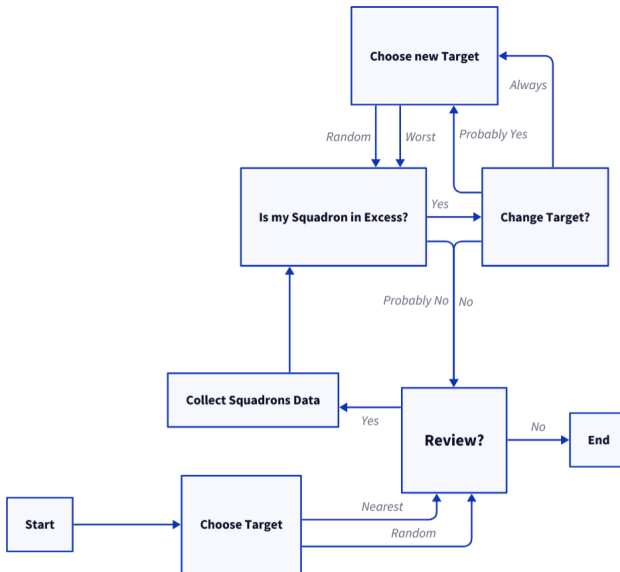 Choose new Target
Always
Random
Worst
Probably Yes
Is my Squadron in Excess?
Yes
Change Target?
Probably No
No
Collect Squadrons Data
Yes
Review?
No
End
Start
Choose Target
Nearest
Random